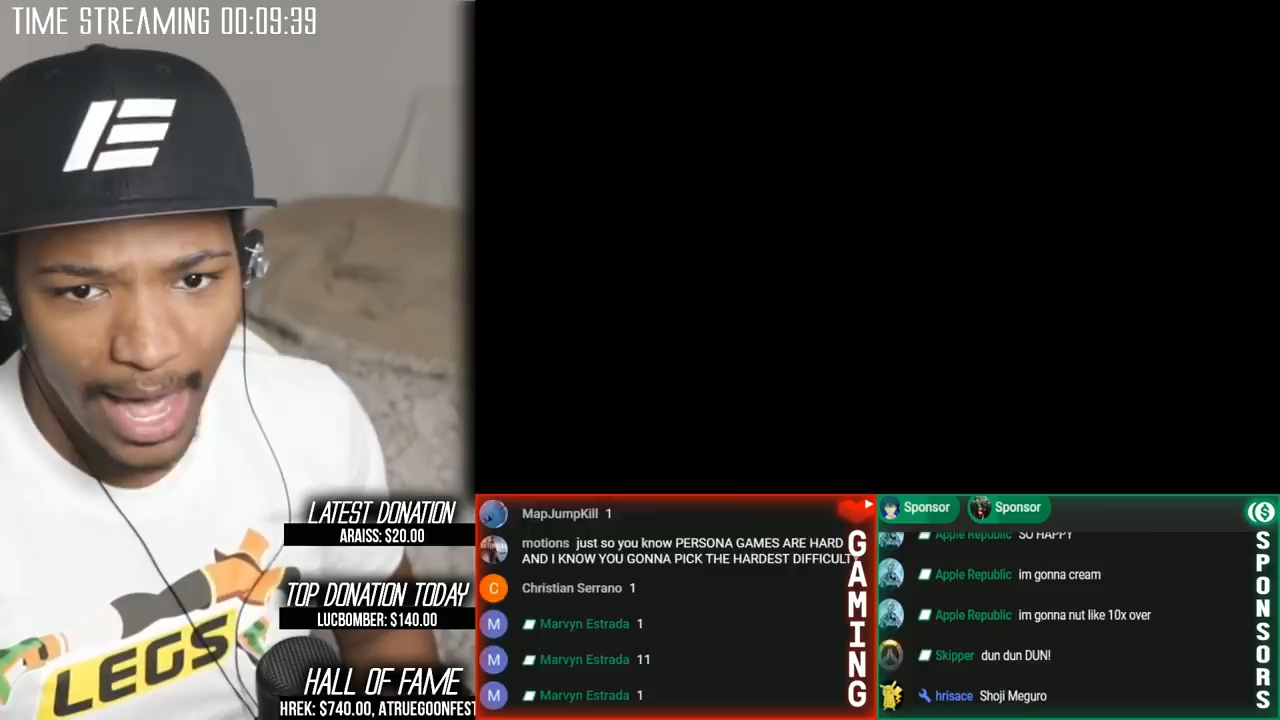 TIME STREAMING 00:09:39
LEGS
LATEST DONATION
ARAISS: $20.00
TOP DONATION TODAY
LUCBOMBER: $140.00
HALL OF FAME
HREK: $740.00, ATRUEGOONFEST
MapJumpKill 1
motions just so you know PERSONA GAMES ARE HARD
AND I KNOW YOU GONNA PICK THE HARDEST DIFFICULT
C Christian Serrano 1
M Marvyn Estrada 1
M Marvyn Estrada 11
M Marvyn Estrada 1
GAMING
Sponsor Sponsor
Apple Republic SO HAPPY
Apple Republic im gonna cream
Apple Republic im gonna nut like 10x over
Skipper dun dun DUN!
hrisace Shoji Meguro
SPONSORS